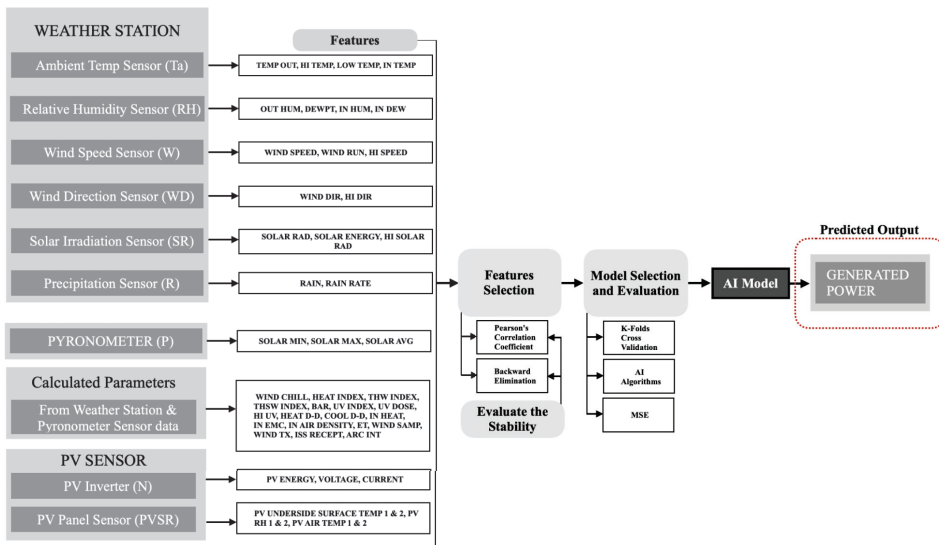 WEATHER STATION
Features
Ambient Temp Sensor (Ta)
TEMP OUT, HI TEMP, LOW TEMP, IN TEMP
Relative Humidity Sensor (RH)
OUT HUM, DEWPT, IN HUM, IN DEW
Wind Speed Sensor (W)
WIND SPEED, WIND RUN, HI SPEED
Wind Direction Sensor (WD)
WIND DIR, HI DIR
Solar Irradiation Sensor (SR)
SOLAR RAD, SOLAR ENERGY, HI SOLAR
RAD
Precipitation Sensor (R)
RAIN, RAIN RATE
PYRONOMETER (P)
SOLAR MIN, SOLAR MAX, SOLAR AVG
Calculated Parameters
From Weather Station &
Pyronometer Sensor data
WIND CHILL, HEAT INDEX, THW INDEX,
THSW INDEX, BAR, UV INDEX, UV DOSE,
HI UV, HEAT D-D, COOL D-D, IN HEAT,
IN EMC, IN AIR DENSITY, ET, WIND SAMP,
WIND TX, ISS RECEPT, ARC INT
PV SENSOR
PV Inverter (N)
PV ENERGY, VOLTAGE, CURRENT
PV Panel Sensor (PVSR)
PV UNDERSIDE SURFACE TEMP 1 & 2, PV
RH 1 & 2, PV AIR TEMP 1 & 2
Features
Selection
Pearson's
Correlation
Coefficient
Backward
Elimination
Evaluate the
Stability
Model Selection
and Evaluation
K-Folds
Cross
Validation
AI
Algorithms
MSE
AI Model
Predicted Output
GENERATED
POWER